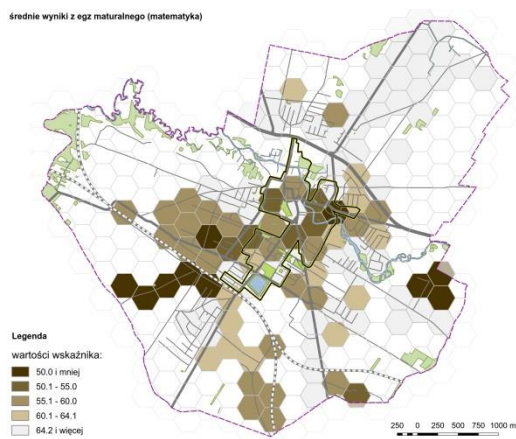 średnie wyniki z egz maturalnego (matematyka)
Legenda
wartości wskaźnika:
50.0 i mniej
50.1 - 55.0
55.1 - 60.0
60.1 - 64.1
64.2 i więcej
250 0 250 500 750 1000 m